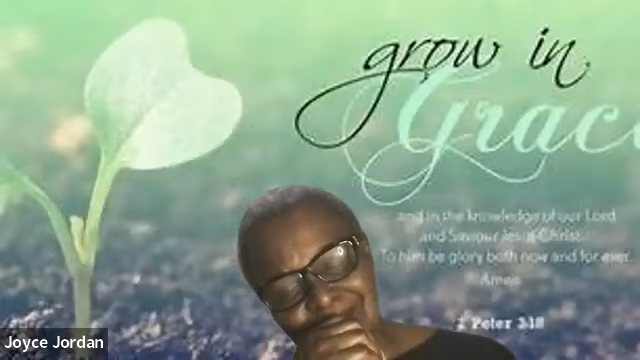 grow in
Grac
and in the knowledge of our Lord
and Saviour Jesus Christ.
To him be glory both now and for ever.
Amen.
2 Peter 3:18
Joyce Jordan